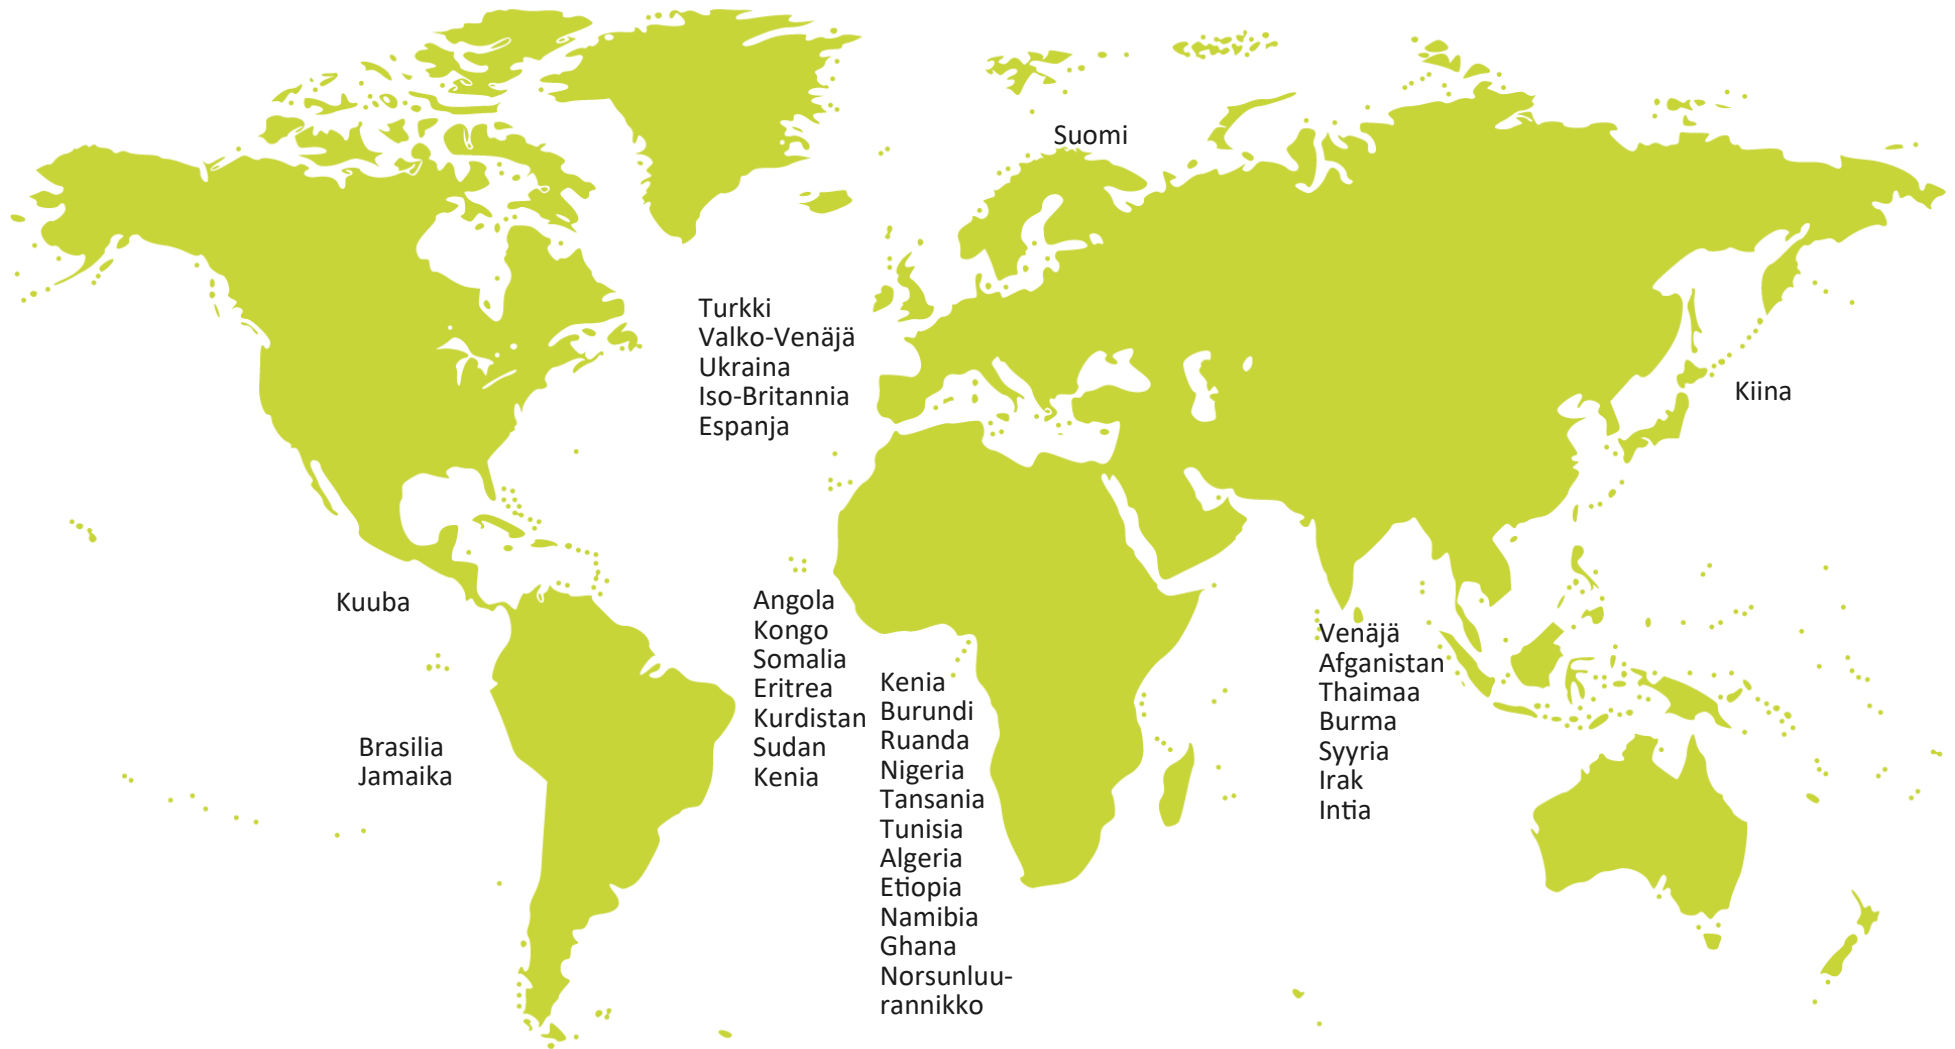 Suomi
Turkki
Valko-Venäjä
Ukraina
Iso-Britannia
Espanja
Kiina
Kuuba
Brasilia
Jamaika
Angola
Kongo
Somalia
Eritrea
Kurdistan
Sudan
Kenia
Kenia
Burundi
Ruanda
Nigeria
Tansania
Tunisia
Algeria
Etiopia
Namibia
Ghana
Norsunluu-
rannikko
Venäjä
Afganistan
Thaimaa
Burma
Syyria
Irak
Intia